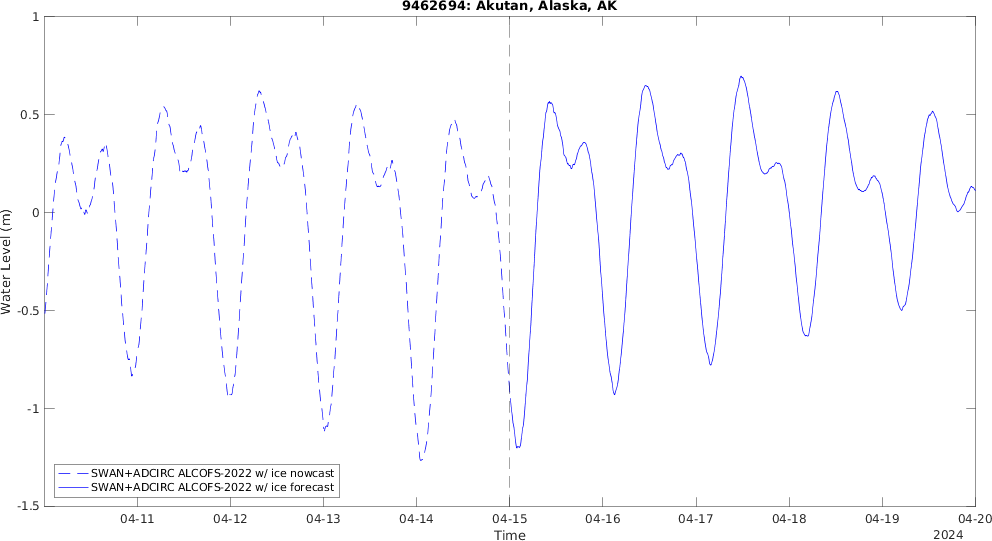 9462694: Akutan, Alaska, AK
1
0.5
0
-0.5
-1
-1.5
Water Level (m)
SWAN+ADCIRC ALCOFS-2022 w/ ice nowcast
SWAN+ADCIRC ALCOFS-2022 w/ ice forecast
04-11 04-12 04-13 04-14 04-15 04-16 04-17 04-18 04-19 04-20
Time
2024